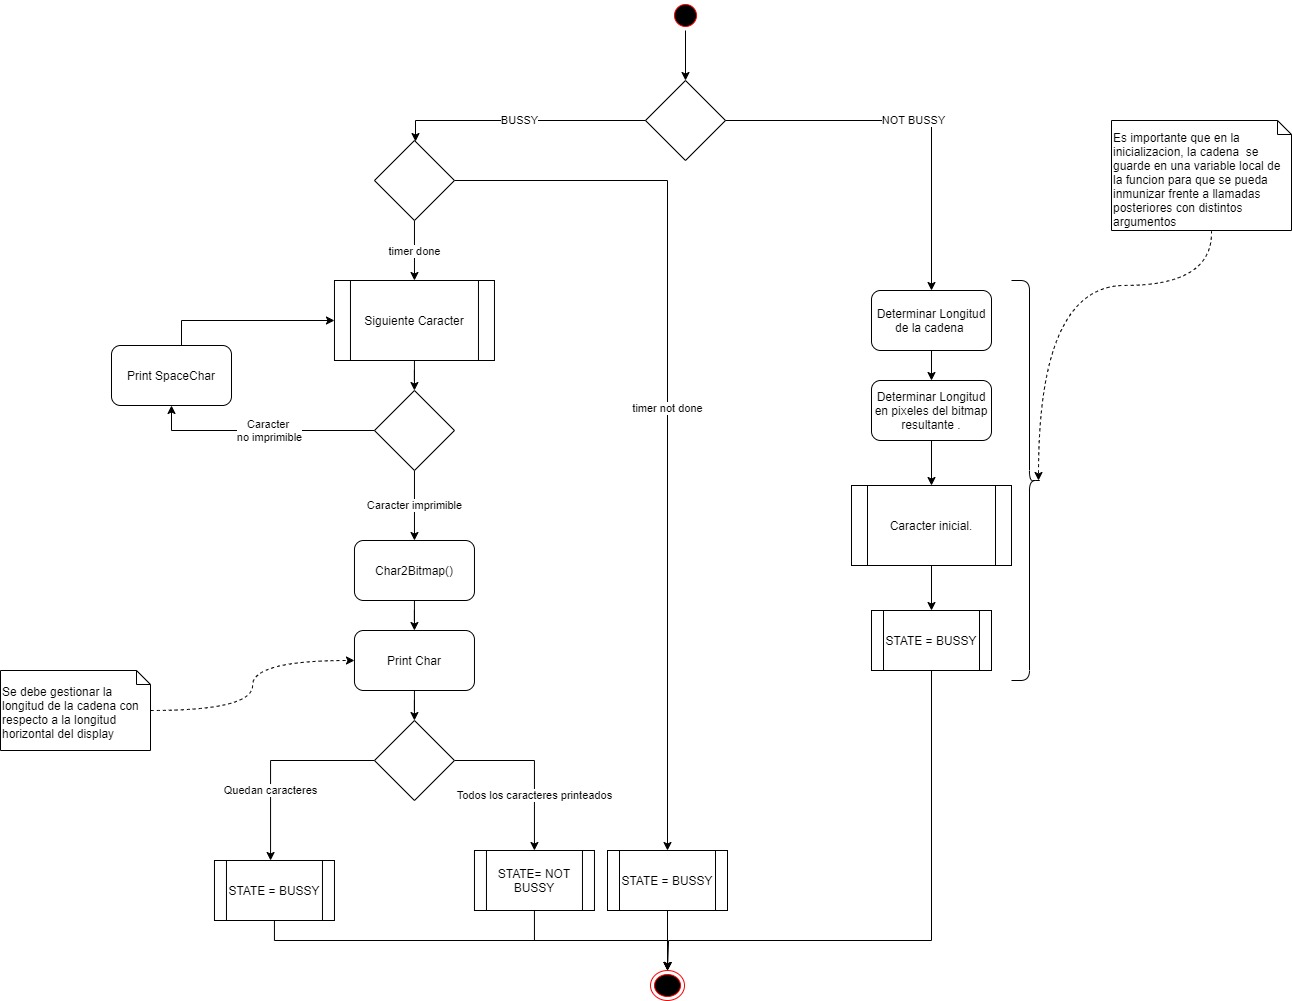 BUSSY
NOT BUSSY
Es importante que en la
inicializacion, la cadena  se
guarde en una variable local de
la funcion para que se pueda
inmunizar frente a llamadas
posteriores con distintos
argumentos
timer done
Siguiente Caracter
Determinar Longitud
de la cadena
Print SpaceChar
Determinar Longitud
en pixeles del bitmap
resultante .
timer not done
Caracter
no imprimible
Caracter imprimible
Caracter inicial.
Char2Bitmap()
STATE = BUSSY
Print Char
Se debe gestionar la
longitud de la cadena con
respecto a la longitud
horizontal del display
Quedan caracteres
Todos los caracteres printeados
STATE = BUSSY
STATE= NOT
BUSSY
STATE = BUSSY